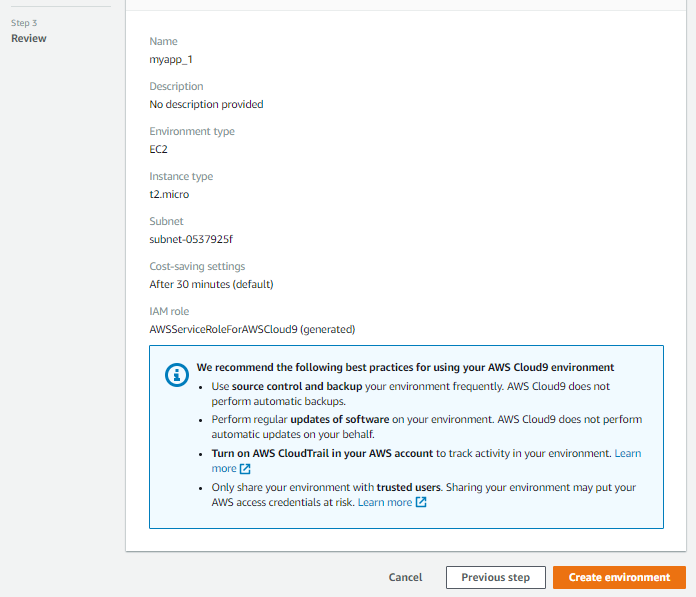 Step 3
Review
Name
myapp_1
Description
No description provided
Environment type
EC2
Instance type
t2.micro
Subnet
subnet-0537925f
Cost-saving settings
After 30 minutes (default)
IAM role
AWSServiceRoleForAWSCloud9 (generated)
We recommend the following best practices for using your AWS Cloud9 environment
• Use source control and backup your environment frequently. AWS Cloud9 does not
perform automatic backups.
• Perform regular updates of software on your environment. AWS Cloud9 does not perform
automatic updates on your behalf.
• Turn on AWS CloudTrail in your AWS account to track activity in your environment. Learn
more
• Only share your environment with trusted users. Sharing your environment may put your
AWS access credentials at risk. Learn more
Cancel
Previous step
Create environment